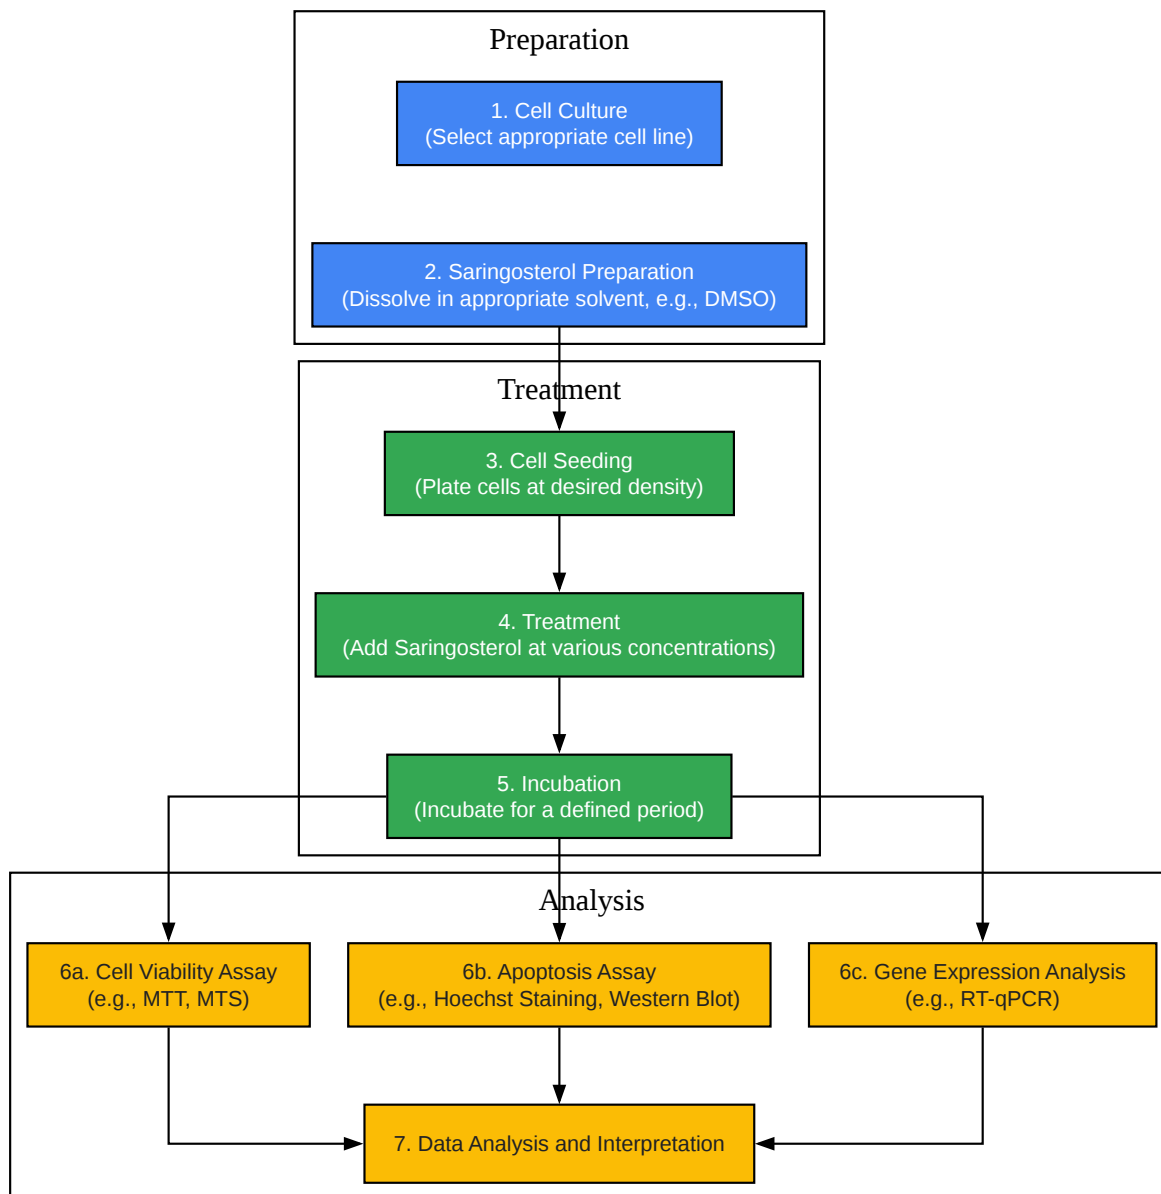 Preparation
1. Cell Culture
(Select appropriate cell line)
2. Saringosterol Preparation
(Dissolve in appropriate solvent, e.g., DMSO)
Treatment
3. Cell Seeding
(Plate cells at desired density)
4. Treatment
(Add Saringosterol at various concentrations)
5. Incubation
(Incubate for a defined period)
Analysis
6a. Cell Viability Assay
(e.g., MTT, MTS)
6b. Apoptosis Assay
(e.g., Hoechst Staining, Western Blot)
6c. Gene Expression Analysis
(e.g., RT-qPCR)
7. Data Analysis and Interpretation